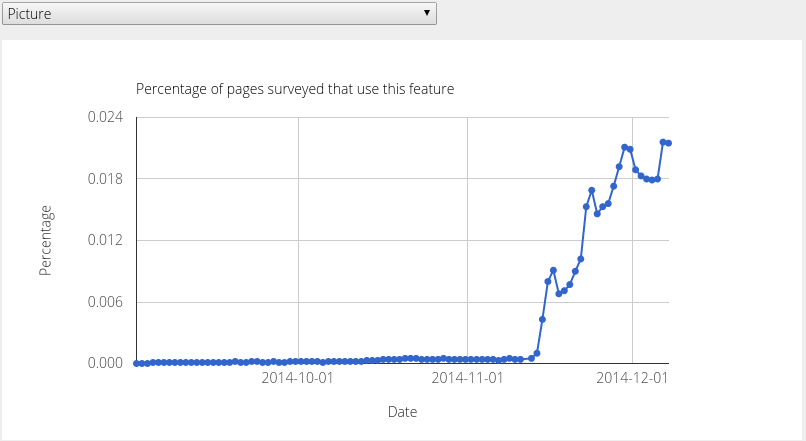 Picture
Percentage of pages surveyed that use this feature
0.024
0.018
0.012
0.006
0.000
Percentage
2014-10-01 2014-11-01 2014-12-01
Date